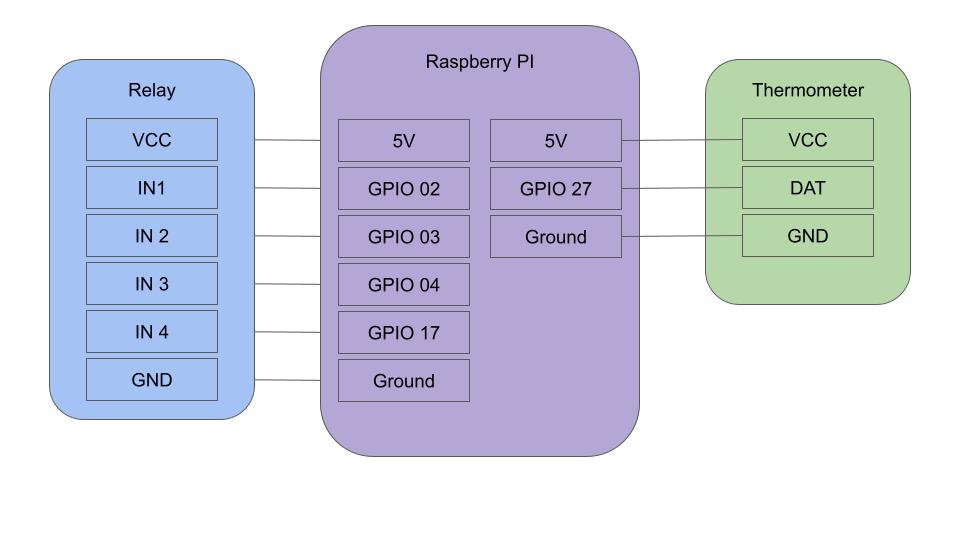 Raspberry PI
Relay
Thermometer
VCC
5V
5V
VCC
IN1
GPIO 02
GPIO 27
DAT
IN 2
GPIO 03
Ground
GND
IN 3
GPIO 04
IN 4
GPIO 17
GND
Ground